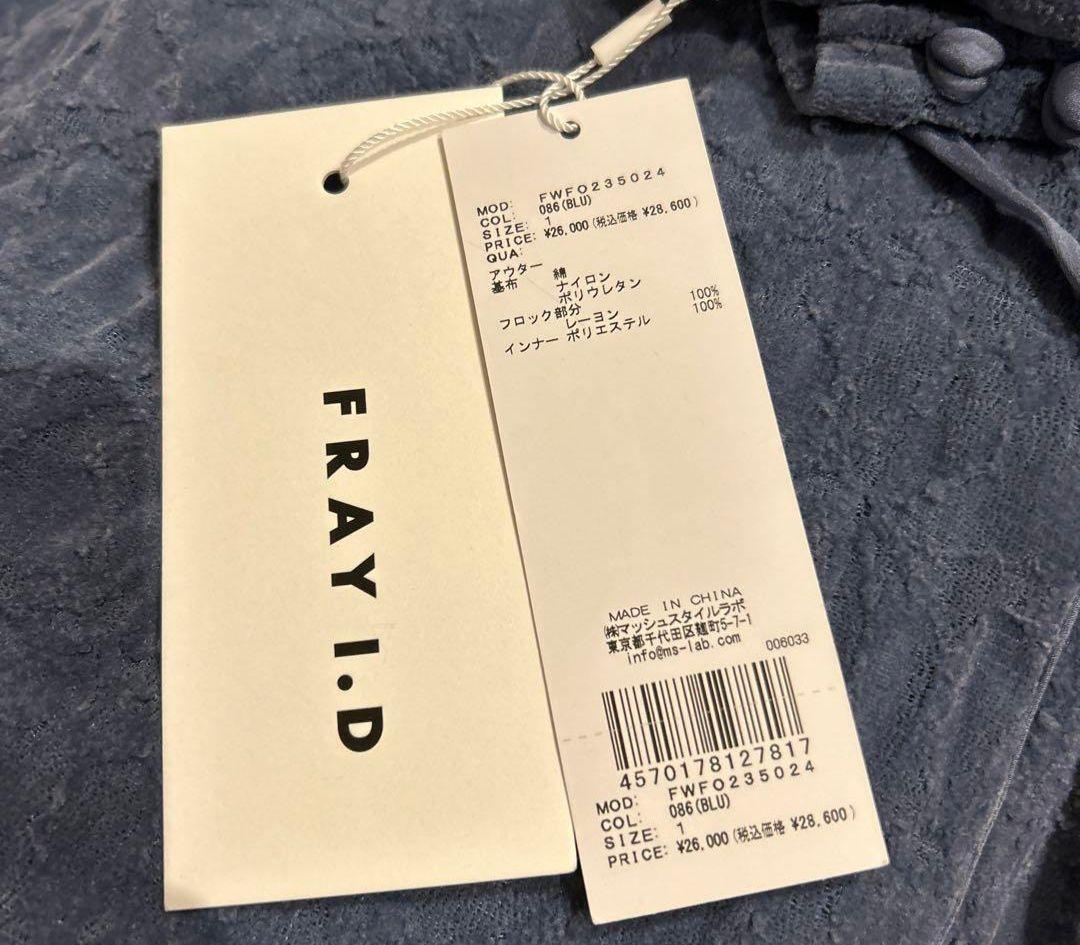 FRAY I.D
MOD: FWFO235024
COL: 086(BLU)
SIZE: 1
PRICE: ¥26,000(税込価格 ¥28,600)
QUA:
アウター 綿
基布 ナイロン
ポリウレタン
フロック部分 100%
レーヨン 100%
インナー ポリエステル
MADE IN CHINA
㈱マッシュスタイルラボ
東京都千代田区麹町5-7-1
info@ms-lab.com 006033
4570178127817
MOD: FWFO235024
COL: 086(BLU)
SIZE: 1
PRICE: ¥26,000(税込価格 ¥28,600)